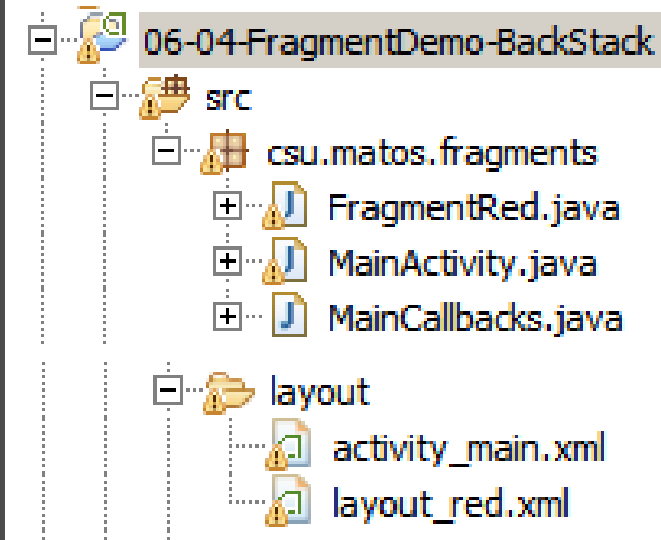 06-04-FragmentDemo-BackStack
src
csu.matos.fragments
FragmentRed.java
MainActivity.java
MainCallbacks.java
layout
activity_main.xml
layout_red.xml